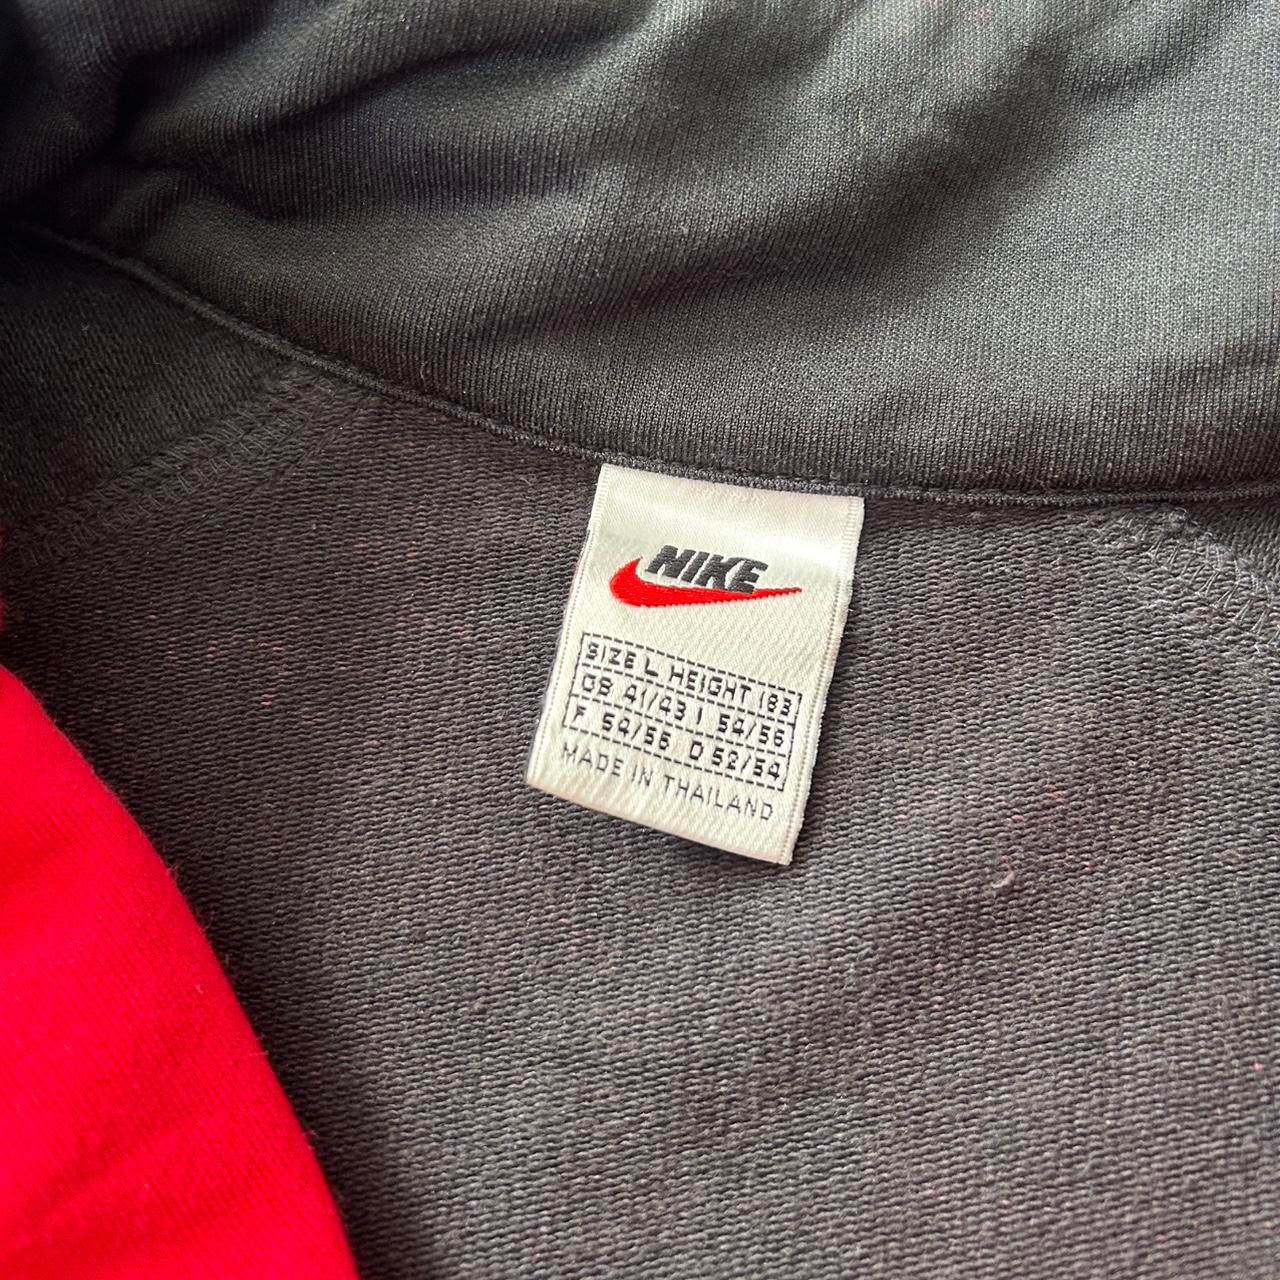 NIKE
SIZE L HEIGHT 183
GB 41/43 I 54/56
F 54/56 D 52/54
MADE IN THAILAND